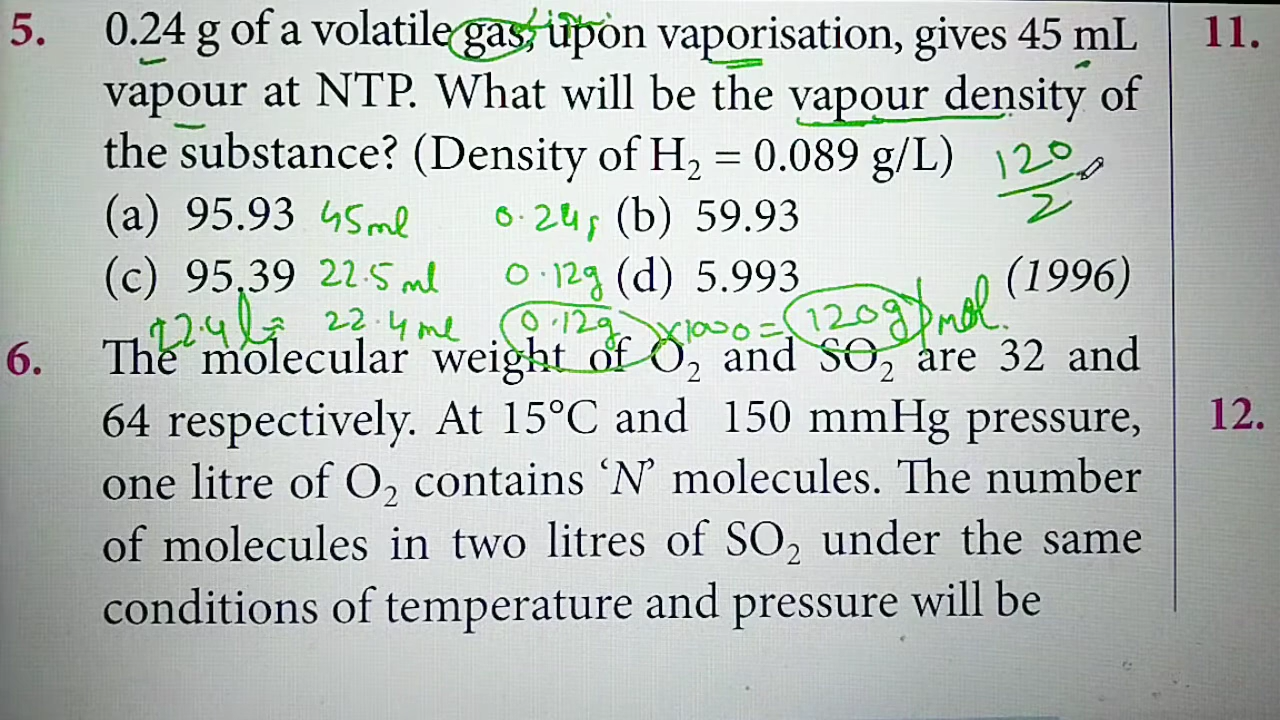 5. 0.24 g of a volatile gas, upon vaporisation, gives 45 mL 11.
vapour at NTP. What will be the vapour density of
the substance? (Density of H₂ = 0.089 g/L) 120/2
(a) 95.93 45ml 0.24g (b) 59.93
(c) 95.39 22.5 ml 0.12g (d) 5.993 (1996)
22.4 l = 22.4 ml 0.12g × 1000 = 120g/mol.
6. The molecular weight of O₂ and SO₂ are 32 and
64 respectively. At 15°C and 150 mmHg pressure, 12.
one litre of O₂ contains ‘N’ molecules. The number
of molecules in two litres of SO₂ under the same
conditions of temperature and pressure will be